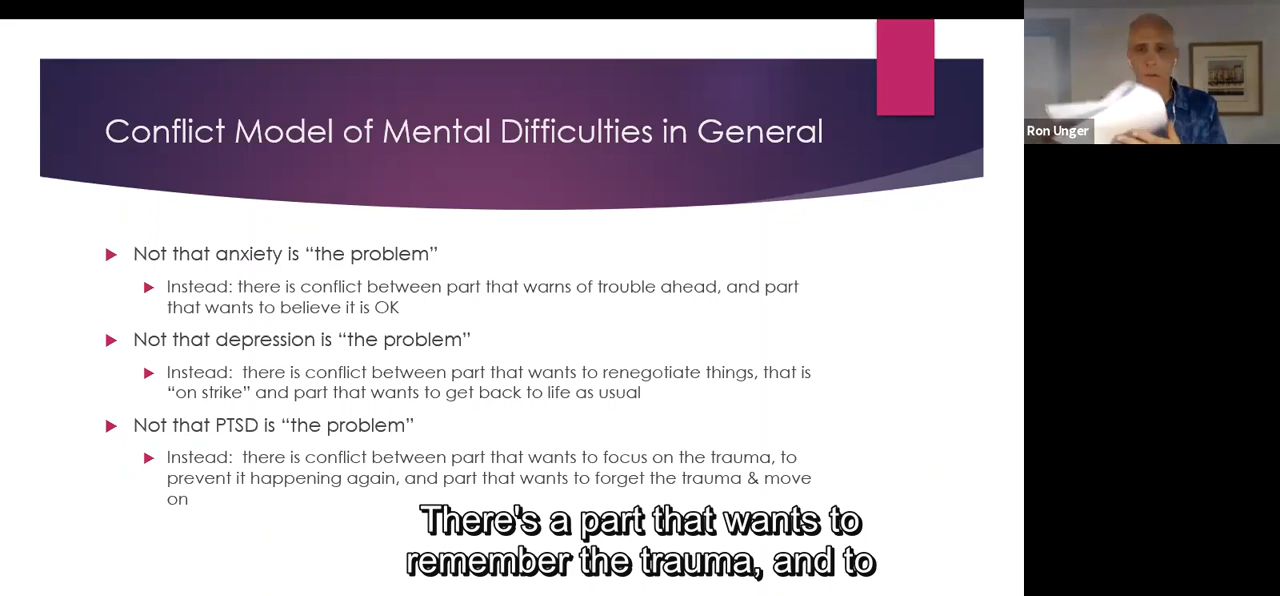 Conflict Model of Mental Difficulties in General
Not that anxiety is “the problem”
Instead: there is conflict between part that warns of trouble ahead, and part
that wants to believe it is OK
Not that depression is “the problem”
Instead:  there is conflict between part that wants to renegotiate things, that is
“on strike” and part that wants to get back to life as usual
Not that PTSD is “the problem”
Instead:  there is conflict between part that wants to focus on the trauma, to
prevent it happening again, and part that wants to forget the trauma & move
on
There's a part that wants to
remember the trauma, and to
Ron Unger